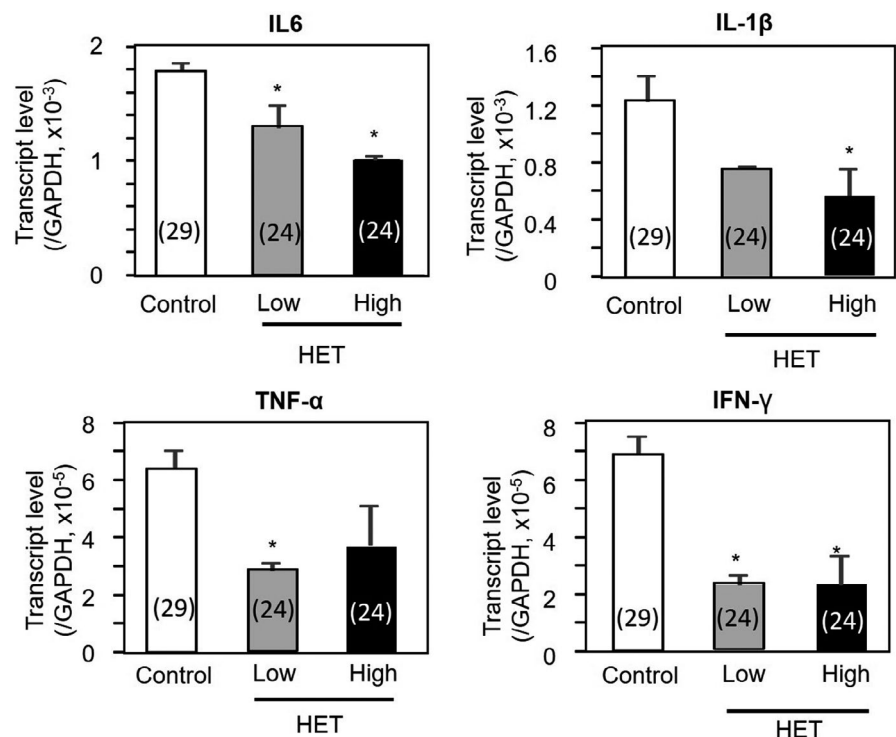 IL6
Transcript level
(/GAPDH, x10⁻³)
2
1
0
*
*
(29)
(24)
(24)
Control
Low
High
HET
IL-1β
Transcript level
(/GAPDH, x10⁻³)
1.6
1.2
0.8
0.4
0
*
(29)
(24)
(24)
Control
Low
High
HET
TNF-α
Transcript level
(/GAPDH, x10⁻⁵)
8
6
4
2
0
*
(29)
(24)
(24)
Control
Low
High
HET
IFN-γ
Transcript level
(/GAPDH, x10⁻⁵)
8
6
4
2
0
*
*
(29)
(24)
(24)
Control
Low
High
HET